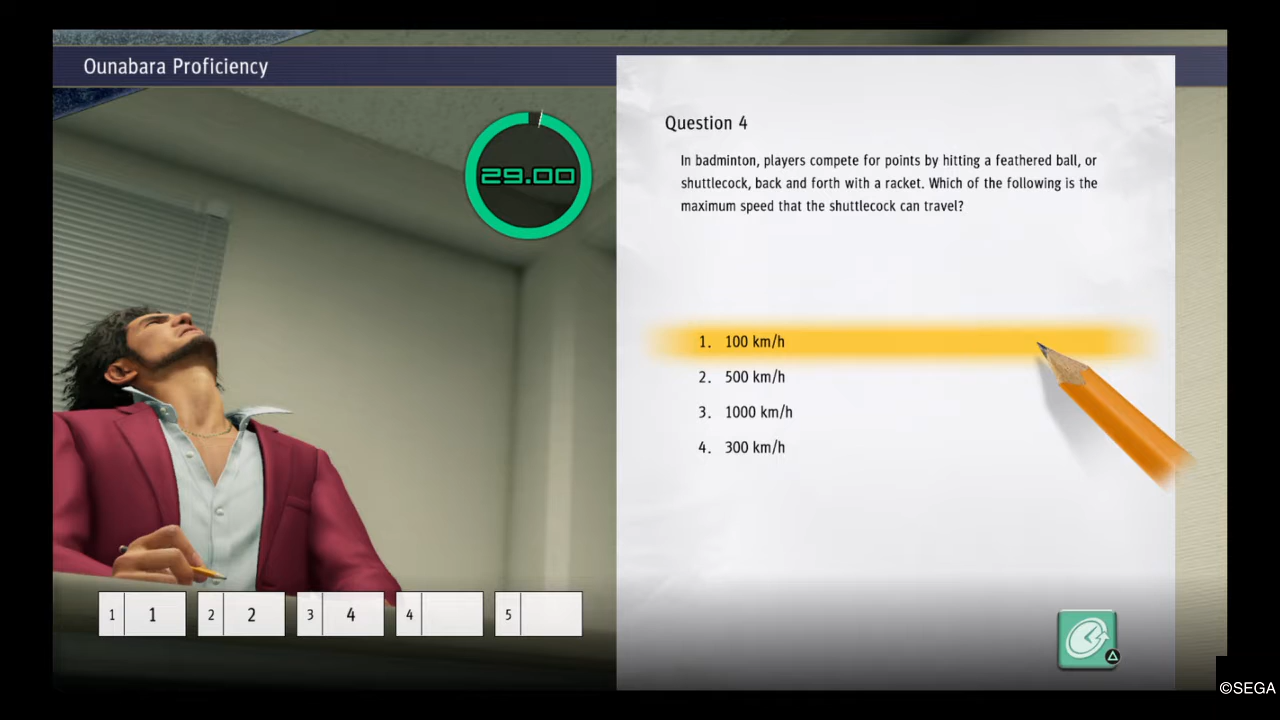 Ounabara Proficiency
29.00
Question 4
In badminton, players compete for points by hitting a feathered ball, or
shuttlecock, back and forth with a racket. Which of the following is the
maximum speed that the shuttlecock can travel?
1. 100 km/h
2. 500 km/h
3. 1000 km/h
4. 300 km/h
1 1 2 2 3 4 4 5
©SEGA